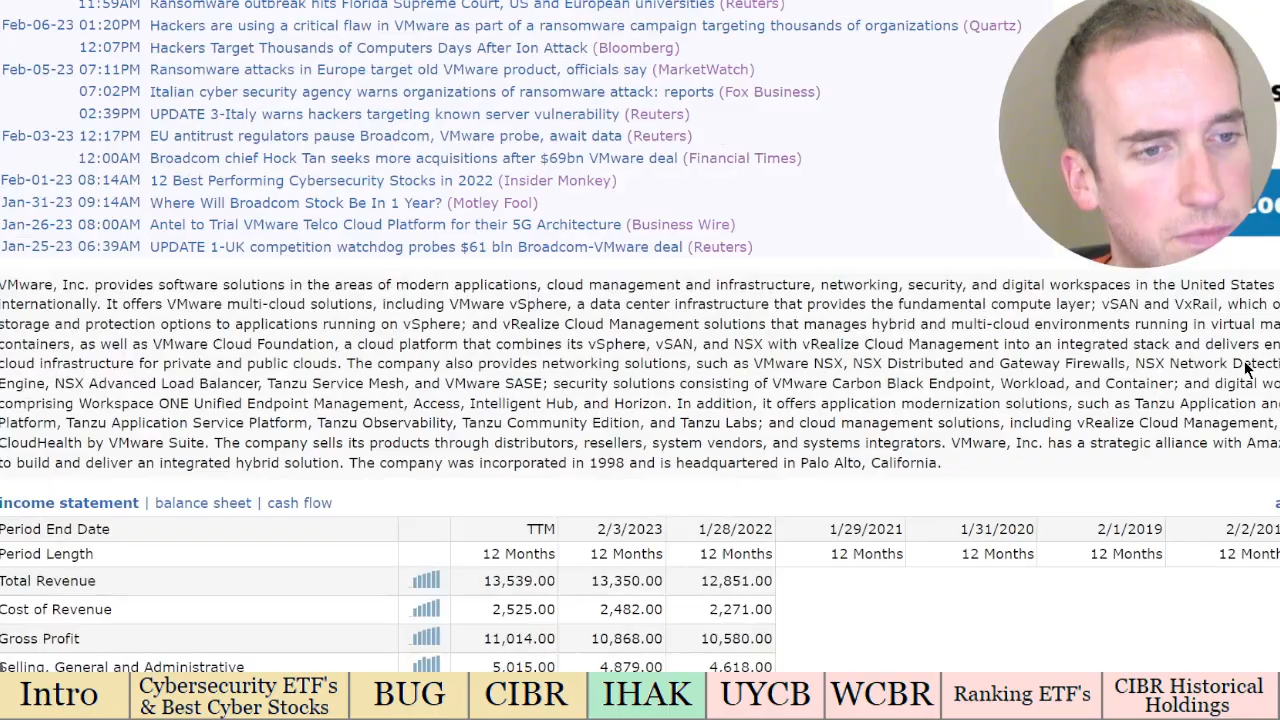 11:59AM Ransomware outbreak hits Florida Supreme Court, US and European universities (Reuters)
Feb-06-23 01:20PM Hackers are using a critical flaw in VMware as part of a ransomware campaign targeting thousands of organizations (Quartz)
12:07PM Hackers Target Thousands of Computers Days After Ion Attack (Bloomberg)
Feb-05-23 07:11PM Ransomware attacks in Europe target old VMware product, officials say (MarketWatch)
07:02PM Italian cyber security agency warns organizations of ransomware attack: reports (Fox Business)
02:39PM UPDATE 3-Italy warns hackers targeting known server vulnerability (Reuters)
Feb-03-23 12:17PM EU antitrust regulators pause Broadcom, VMware probe, await data (Reuters)
12:00AM Broadcom chief Hock Tan seeks more acquisitions after $69bn VMware deal (Financial Times)
Feb-01-23 08:14AM 12 Best Performing Cybersecurity Stocks in 2022 (Insider Monkey)
Jan-31-23 09:14AM Where Will Broadcom Stock Be In 1 Year? (Motley Fool)
Jan-26-23 08:00AM Antel to Trial VMware Telco Cloud Platform for their 5G Architecture (Business Wire)
Jan-25-23 06:39AM UPDATE 1-UK competition watchdog probes $61 bln Broadcom-VMware deal (Reuters)
VMware, Inc. provides software solutions in the areas of modern applications, cloud management and infrastructure, networking, security, and digital workspaces in the United States
internationally. It offers VMware multi-cloud solutions, including VMware vSphere, a data center infrastructure that provides the fundamental compute layer; vSAN and VxRail, which o
storage and protection options to applications running on vSphere; and vRealize Cloud Management solutions that manages hybrid and multi-cloud environments running in virtual ma
containers, as well as VMware Cloud Foundation, a cloud platform that combines its vSphere, vSAN, and NSX with vRealize Cloud Management into an integrated stack and delivers en
cloud infrastructure for private and public clouds. The company also provides networking solutions, such as VMware NSX, NSX Distributed and Gateway Firewalls, NSX Network Detecti
Engine, NSX Advanced Load Balancer, Tanzu Service Mesh, and VMware SASE; security solutions consisting of VMware Carbon Black Endpoint, Workload, and Container; and digital wo
comprising Workspace ONE Unified Endpoint Management, Access, Intelligent Hub, and Horizon. In addition, it offers application modernization solutions, such as Tanzu Application an
Platform, Tanzu Application Service Platform, Tanzu Observability, Tanzu Community Edition, and Tanzu Labs; and cloud management solutions, including vRealize Cloud Management,
CloudHealth by VMware Suite. The company sells its products through distributors, resellers, system vendors, and systems integrators. VMware, Inc. has a strategic alliance with Ama
to build and deliver an integrated hybrid solution. The company was incorporated in 1998 and is headquartered in Palo Alto, California.
income statement | balance sheet | cash flow
Period End Date TTM 2/3/2023 1/28/2022 1/29/2021 1/31/2020 2/1/2019 2/2/201
Period Length 12 Months 12 Months 12 Months 12 Months 12 Months 12 Months 12 Month
Total Revenue 13,539.00 13,350.00 12,851.00
Cost of Revenue 2,525.00 2,482.00 2,271.00
Gross Profit 11,014.00 10,868.00 10,580.00
Selling, General and Administrative 5,015.00 4,879.00 4,618.00
Intro
Cybersecurity ETF's
& Best Cyber Stocks
BUG
CIBR
IHAK
UYCB
WCBR
Ranking ETF's
CIBR Historical
Holdings